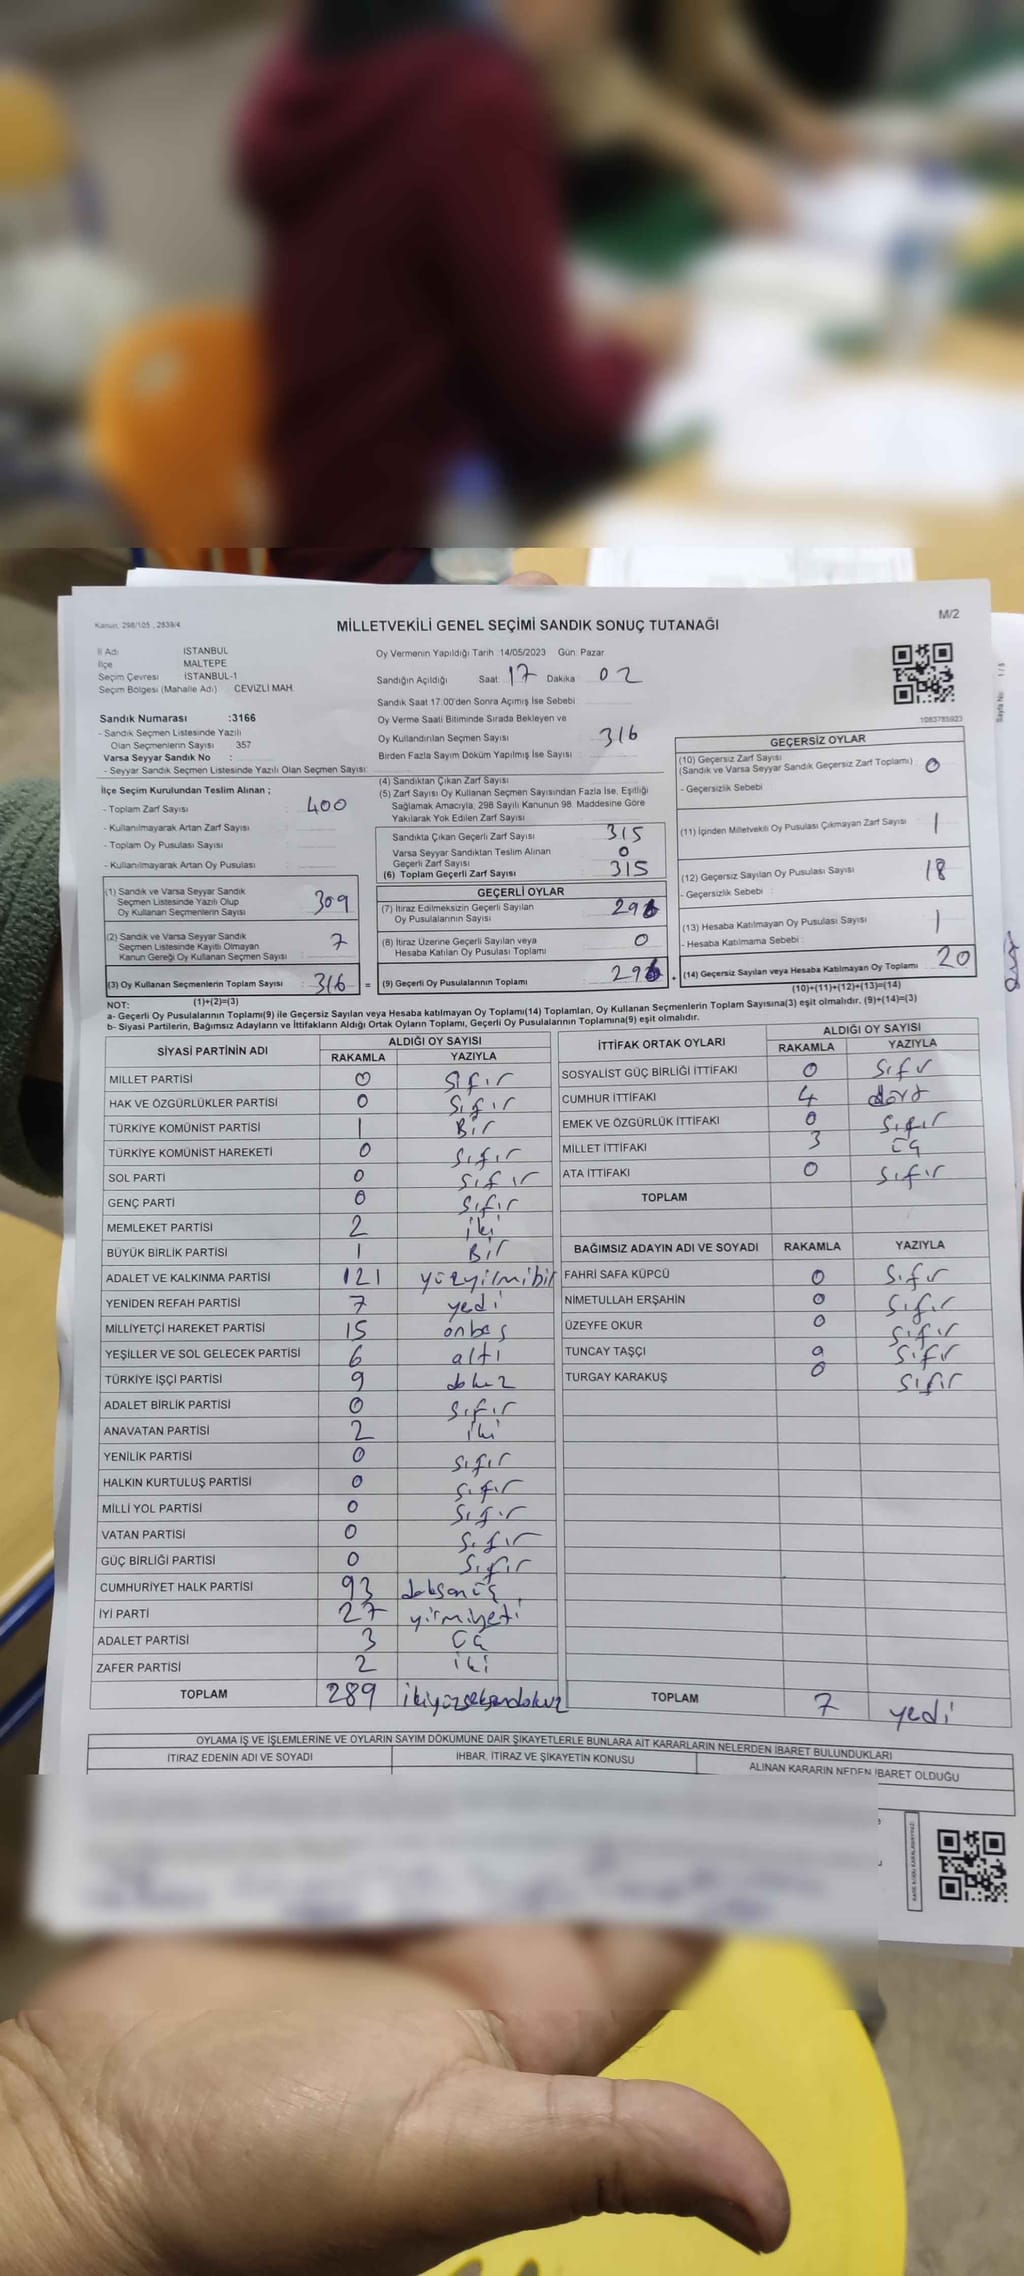 Kanun. 298/105 , 2839/4
MİLLETVEKİLİ GENEL SEÇİMİ SANDIK SONUÇ TUTANAĞI
M/2
İl Adı İSTANBUL
İlçe MALTEPE
Seçim Çevresi İSTANBUL-1
Seçim Bölgesi (Mahalle Adı) CEVİZLİ MAH.
Oy Vermenin Yapıldığı Tarih :14/05/2023 Gün: Pazar
Sandığın Açıldığı Saat: 17 Dakika 02
Sandık Saat 17:00'den Sonra Açımış İse Sebebi
Sandık Numarası :3166
- Sandık Seçmen Listesinde Yazılı
Olan Seçmenlerin Sayısı 357
Varsa Seyyar Sandık No :
- Seyyar Sandık Seçmen Listesinde Yazılı Olan Seçmen Sayısı:
Oy Verme Saati Bitiminde Sırada Bekleyen ve
Oy Kullandırılan Seçmen Sayısı 316
Birden Fazla Sayım Döküm Yapılmış İse Sayısı
1083785923
Sayfa No: 1 / 1
İlçe Seçim Kurulundan Teslim Alınan ;
- Toplam Zarf Sayısı 400
- Kullanılmayarak Artan Zarf Sayısı
- Toplam Oy Pusulası Sayısı
- Kullanılmayarak Artan Oy Pusulası
(1) Sandık ve Varsa Seyyar Sandık
Seçmen Listesinde Yazılı Olup
Oy Kullanan Seçmenlerin Sayısı 309
(2) Sandık ve Varsa Seyyar Sandık
Seçmen Listesinde Kayıtlı Olmayan
Kanun Gereği Oy Kullanan Seçmen Sayısı : 7
(3) Oy Kullanan Seçmenlerin Toplam Sayısı : 316
(1)+(2)=(3)
(4) Sandıktan Çıkan Zarf Sayısı
(5) Zarf Sayısı Oy Kullanan Seçmen Sayısından Fazla İse, Eşitliği
Sağlamak Amacıyla, 298 Sayılı Kanunun 98. Maddesine Göre
Yakılarak Yok Edilen Zarf Sayısı
Sandıkta Çıkan Geçerli Zarf Sayısı 315
Varsa Seyyar Sandıktan Teslim Alınan
Geçerli Zarf Sayısı 0
(6) Toplam Geçerli Zarf Sayısı 315
GEÇERLİ OYLAR
(7) İtiraz Edilmeksizin Geçerli Sayılan
Oy Pusulalarının Sayısı 296
(8) İtiraz Üzerine Geçerli Sayılan veya
Hesaba Katılan Oy Pusulası Toplamı 0
= (9) Geçerli Oy Pusulalarının Toplamı 296
GEÇERSİZ OYLAR
(10) Geçersiz Zarf Sayısı
(Sandık ve Varsa Seyyar Sandık Geçersiz Zarf Toplamı) 0
- Geçersizlik Sebebi
(11) İçinden Milletvekili Oy Pusulası Çıkmayan Zarf Sayısı 1
(12) Geçersiz Sayılan Oy Pusulası Sayısı 18
- Geçersizlik Sebebi :
(13) Hesaba Katılmayan Oy Pusulası Sayısı 1
- Hesaba Katılmama Sebebi :
+ (14) Geçersiz Sayılan veya Hesaba Katılmayan Oy Toplamı 20
(10)+(11)+(12)+(13)=(14)
NOT:
a- Geçerli Oy Pusulalarının Toplamı(9) ile Geçersiz Sayılan veya Hesaba katılmayan Oy Toplamı(14) Toplamları, Oy Kullanan Seçmenlerin Toplam Sayısına(3) eşit olmalıdır. (9)+(14)=(3)
b- Siyasi Partilerin, Bağımsız Adayların ve İttifakların Aldığı Ortak Oyların Toplamı, Geçerli Oy Pusulalarının Toplamına(9) eşit olmalıdır.
SİYASİ PARTİNİN ADI ALDIĞI OY SAYISI
RAKAMLA YAZIYLA
MİLLET PARTİSİ 0 sıfır
HAK VE ÖZGÜRLÜKLER PARTİSİ 0 sıfır
TÜRKİYE KOMÜNİST PARTİSİ 1 Bir
TÜRKİYE KOMÜNİST HAREKETİ 0 sıfır
SOL PARTİ 0 sıfır
GENÇ PARTİ 0 sıfır
MEMLEKET PARTİSİ 2 iki
BÜYÜK BİRLİK PARTİSİ 1 Bir
ADALET VE KALKINMA PARTİSİ 121 yüzyirmibir
YENİDEN REFAH PARTİSİ 7 yedi
MİLLİYETÇİ HAREKET PARTİSİ 15 onbeş
YEŞİLLER VE SOL GELECEK PARTİSİ 6 altı
TÜRKİYE İŞÇİ PARTİSİ 9 dokuz
ADALET BİRLİK PARTİSİ 0 sıfır
ANAVATAN PARTİSİ 2 iki
YENİLİK PARTİSİ 0 sıfır
HALKIN KURTULUŞ PARTİSİ 0 sıfır
MİLLİ YOL PARTİSİ 0 sıfır
VATAN PARTİSİ 0 sıfır
GÜÇ BİRLİĞİ PARTİSİ 0 sıfır
CUMHURİYET HALK PARTİSİ 93 doksanüç
İYİ PARTİ 27 yirmiyedi
ADALET PARTİSİ 3 üç
ZAFER PARTİSİ 2 iki
TOPLAM 289 ikiyüzseksendokuz
İTTİFAK ORTAK OYLARI ALDIĞI OY SAYISI
RAKAMLA YAZIYLA
SOSYALİST GÜÇ BİRLİĞİ İTTİFAKI 0 sıfır
CUMHUR İTTİFAKI 4 dört
EMEK VE ÖZGÜRLÜK İTTİFAKI 0 sıfır
MİLLET İTTİFAKI 3 üç
ATA İTTİFAKI 0 sıfır
TOPLAM
BAĞIMSIZ ADAYIN ADI VE SOYADI RAKAMLA YAZIYLA
FAHRİ SAFA KÜPCÜ 0 sıfır
NİMETULLAH ERŞAHİN 0 sıfır
ÜZEYFE OKUR 0 sıfır
TUNCAY TAŞÇI 0 sıfır
TURGAY KARAKUŞ 0 sıfır
TOPLAM 7 yedi
OYLAMA İŞ VE İŞLEMLERİNE VE OYLARIN SAYIM DÖKÜMÜNE DAİR ŞİKAYETLERLE BUNLARA AİT KARARLARIN NELERDEN İBARET BULUNDUKLARI
İTİRAZ EDENİN ADI VE SOYADI İHBAR, İTİRAZ VE ŞİKAYETİN KONUSU ALINAN KARARIN NEDEN İBARET OLDUĞU